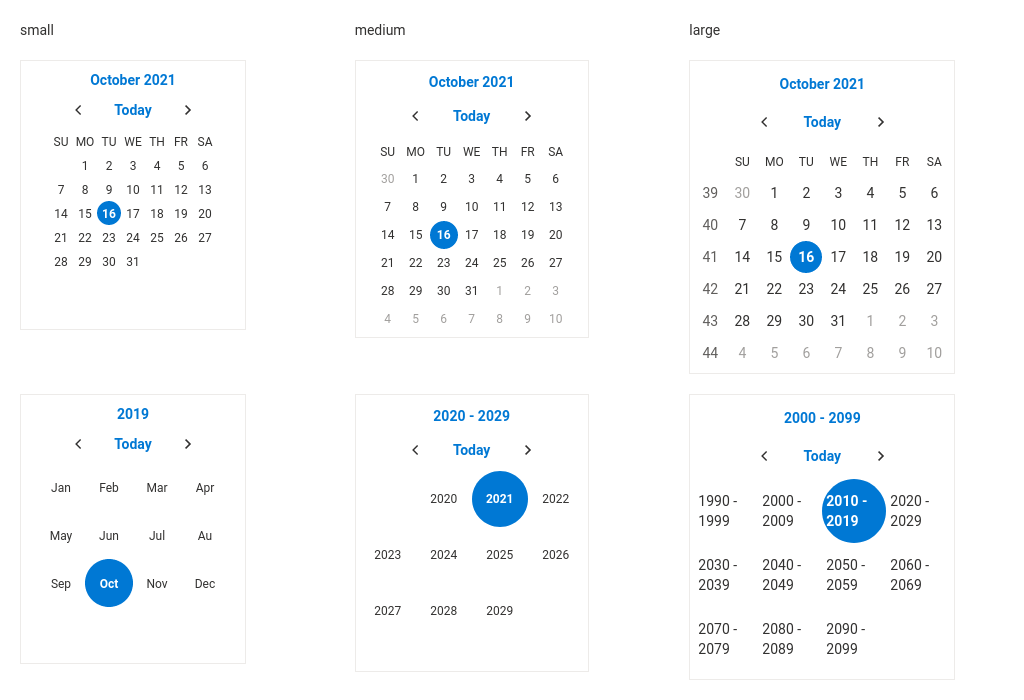 small
October 2021
Today
SU MO TU WE TH FR SA
1 2 3 4 5 6
7 8 9 10 11 12 13
14 15 16 17 18 19 20
21 22 23 24 25 26 27
28 29 30 31
medium
October 2021
Today
SU MO TU WE TH FR SA
30 1 2 3 4 5 6
7 8 9 10 11 12 13
14 15 16 17 18 19 20
21 22 23 24 25 26 27
28 29 30 31 1 2 3
4 5 6 7 8 9 10
large
October 2021
Today
SU MO TU WE TH FR SA
39 30 1 2 3 4 5 6
40 7 8 9 10 11 12 13
41 14 15 16 17 18 19 20
42 21 22 23 24 25 26 27
43 28 29 30 31 1 2 3
44 4 5 6 7 8 9 10
2019
Today
Jan Feb Mar Apr
May Jun Jul Au
Sep Oct Nov Dec
2020 - 2029
Today
2020 2021 2022
2023 2024 2025 2026
2027 2028 2029
2000 - 2099
Today
1990 - 2000 - 2010 - 2020 -
1999 2009 2019 2029
2030 - 2040 - 2050 - 2060 -
2039 2049 2059 2069
2070 - 2080 - 2090 -
2079 2089 2099